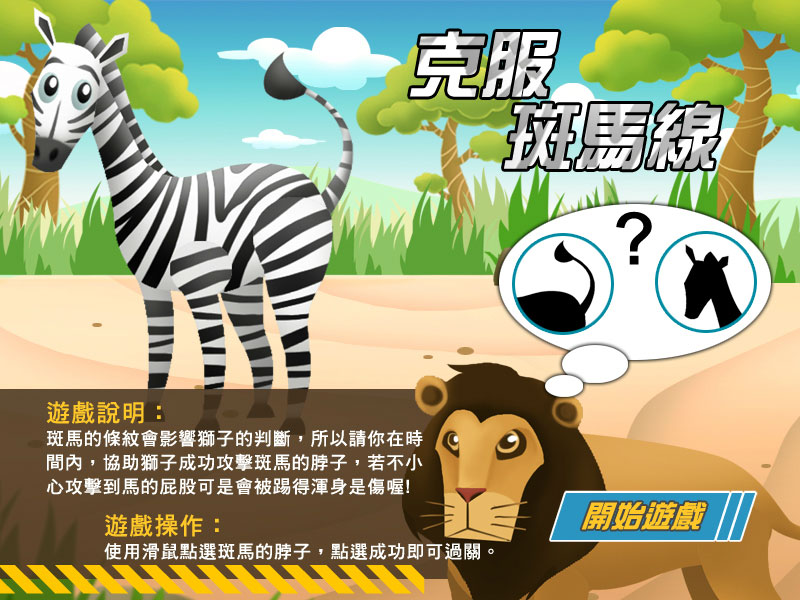 克服
斑馬線
?
遊戲說明：
斑馬的條紋會影響獅子的判斷，所以請你在時
間內，協助獅子成功攻擊斑馬的脖子，若不小
心攻擊到馬的屁股可是會被踢得渾身是傷喔!
遊戲操作：
使用滑鼠點選斑馬的脖子，點選成功即可過關。
開始遊戲